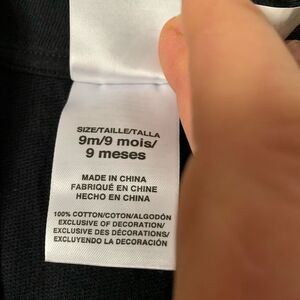 SIZE/TAILLE/TALLA
9m/9 mois/
9 meses
MADE IN CHINA
FABRIQUÉ EN CHINE
HECHO EN CHINA
100% COTTON/COTON/ALGODÓN
EXCLUSIVE OF DECORATION/
EXCLUSIVE DES DÉCORATIONS/
EXCLUYENDO LA DECORACIÓN